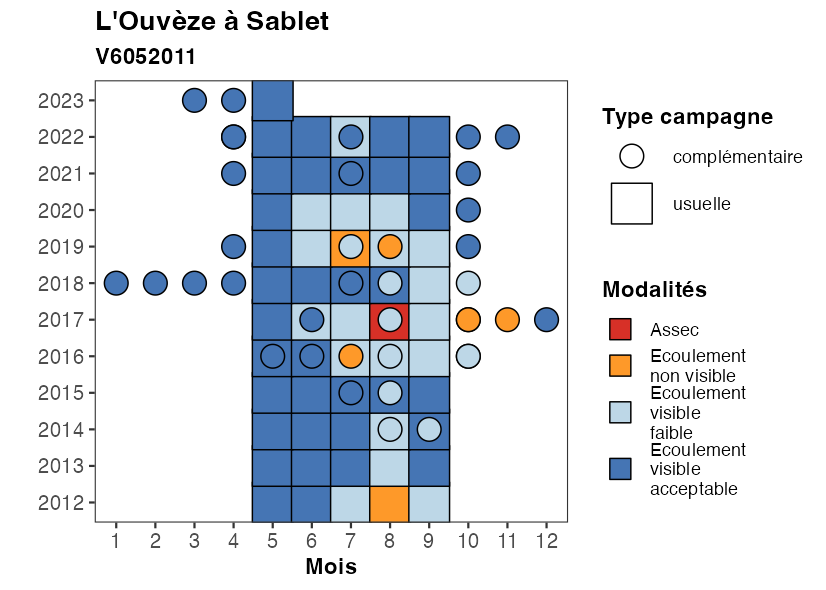 L'Ouvèze à Sablet
V6052011
2023
2022
2021
2020
2019
2018
2017
2016
2015
2014
2013
2012
1 2 3 4 5 6 7 8 9 10 11 12
Mois
Type campagne
complémentaire
usuelle
Modalités
Assec
Ecoulement
non visible
Ecoulement
visible
faible
Ecoulement
visible
acceptable